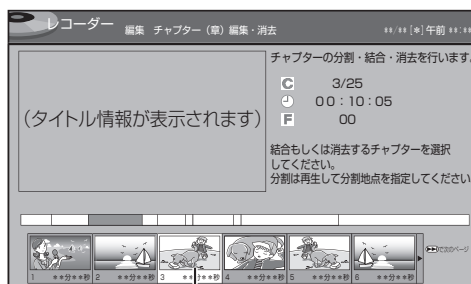 レコーダー 編集 チャプター（章）編集・消去 **/** [*] 午前 **:**
チャプターの分割・結合・消去を行います。
C 3/25
00：10：05
F 00
(タイトル情報が表示されます)
結合もしくは消去するチャプターを選択
してください。
分割は再生して分割地点を指定してください
で次のページ
1 **分**秒 2 **分**秒 3 **分**秒 4 **分**秒 5 **分**秒 6 **分**秒